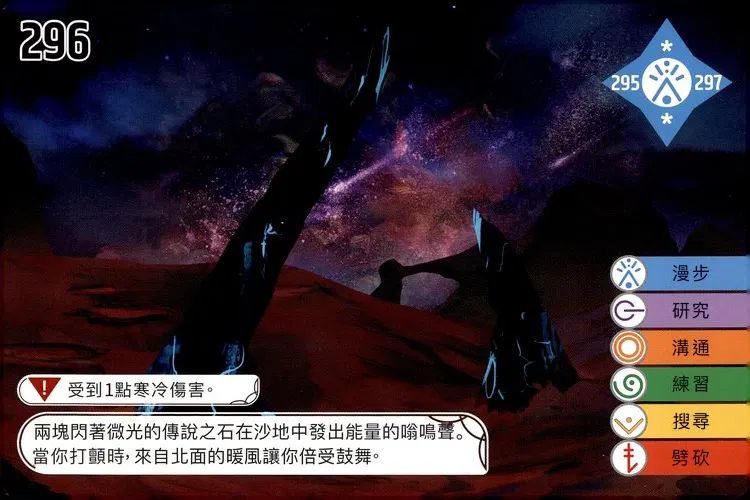 296
*
295 297
*
漫步
研究
溝通
練習
搜尋
劈砍
! 受到1點寒冷傷害。
兩塊閃著微光的傳說之石在沙地中發出能量的嗡鳴聲。
當你打顫時,來自北面的暖風讓你倍受鼓舞。